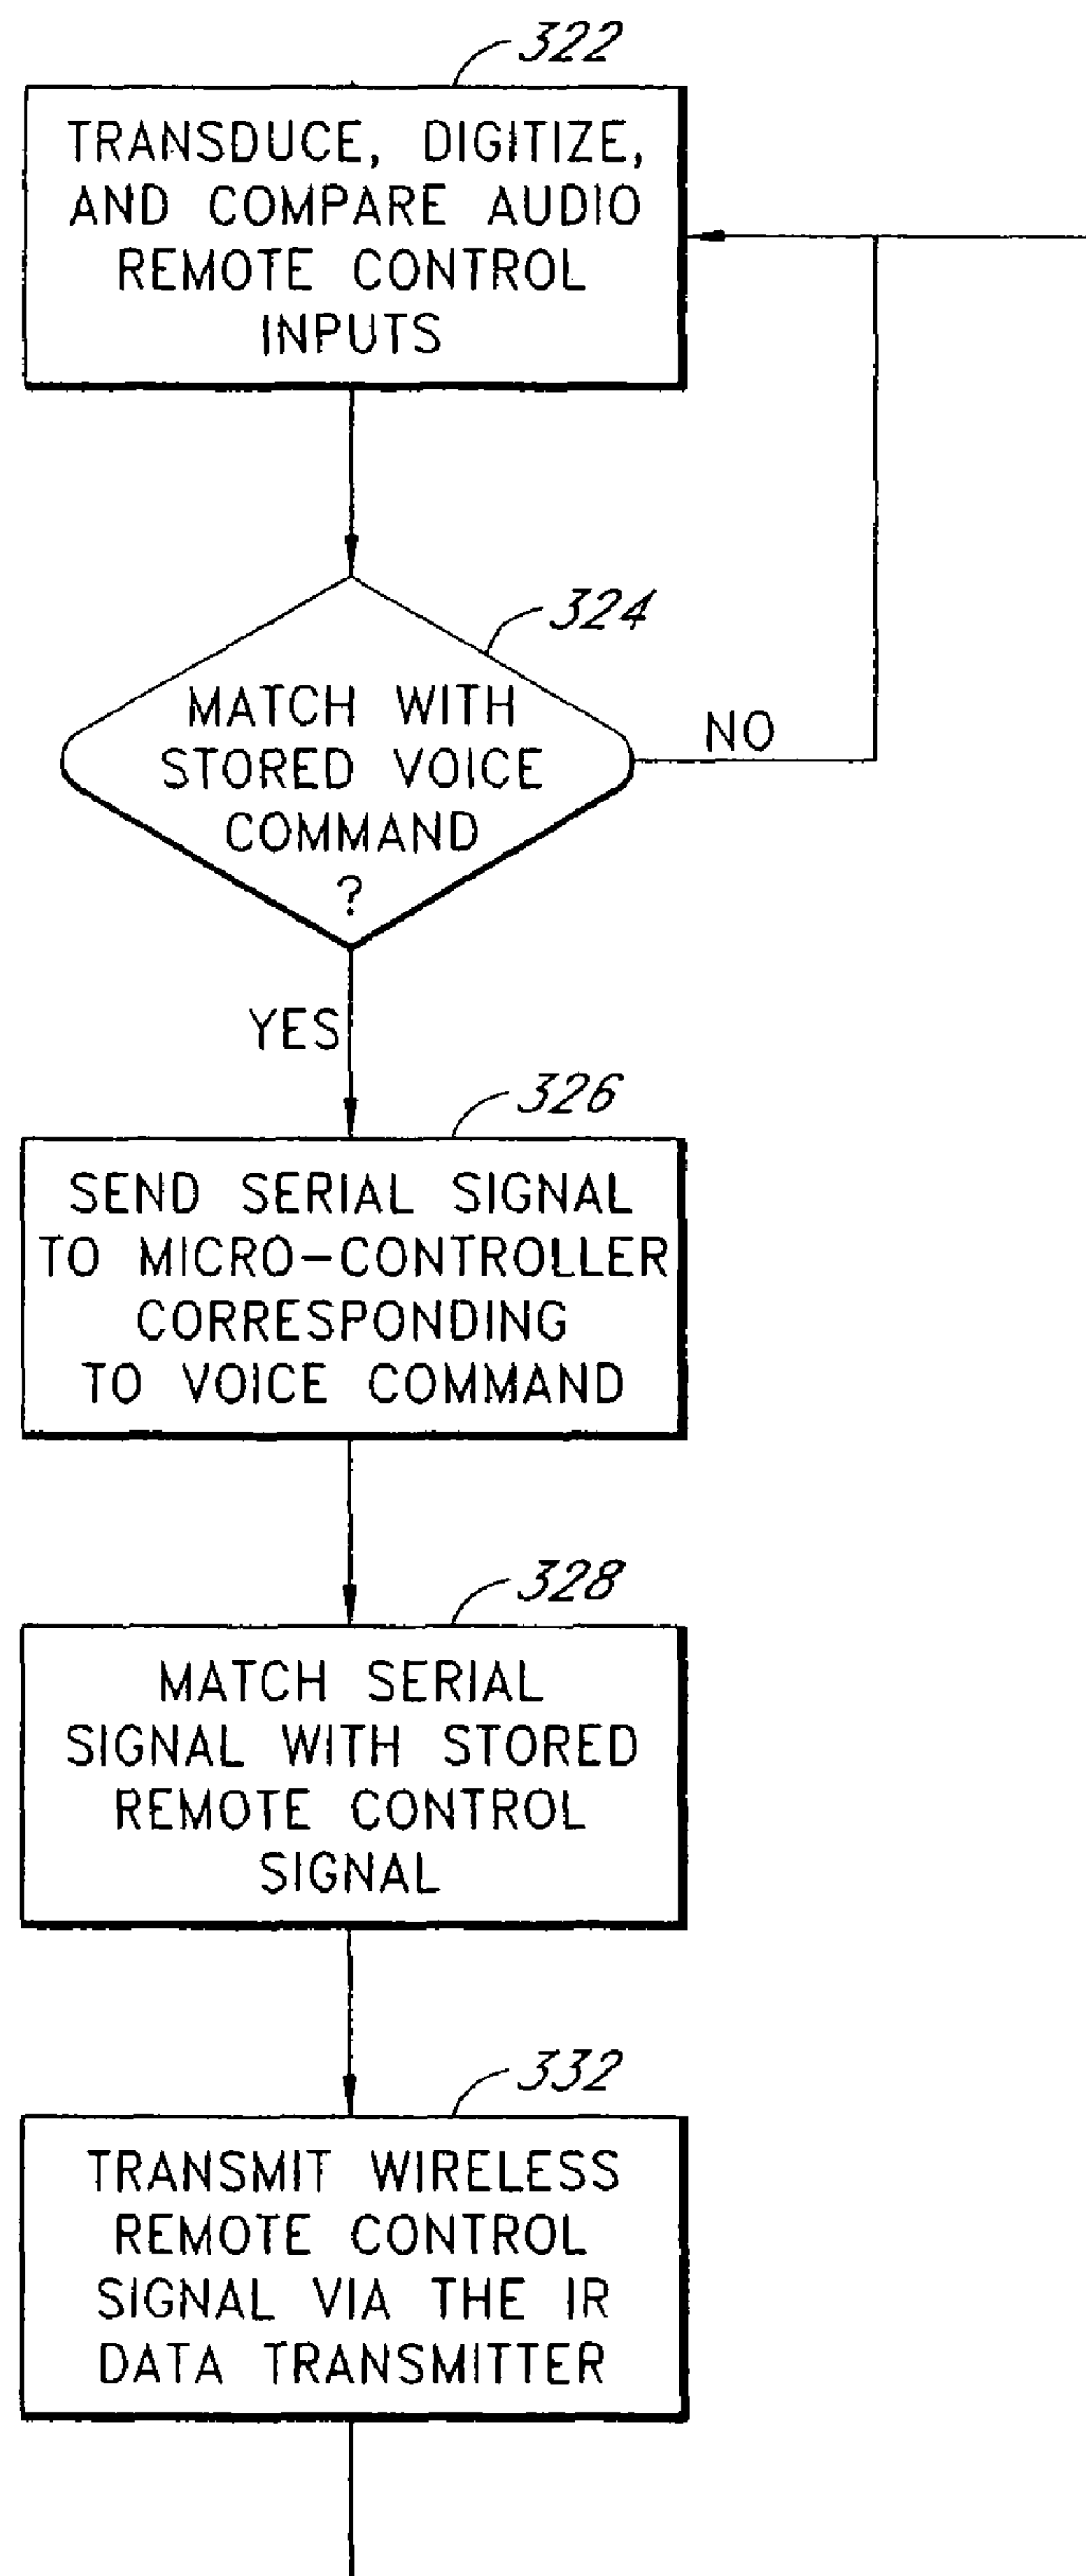 322
TRANSDUCE, DIGITIZE,
AND COMPARE AUDIO
REMOTE CONTROL
INPUTS
324
MATCH WITH
STORED VOICE
COMMAND
?
NO
YES
326
SEND SERIAL SIGNAL
TO MICRO-CONTROLLER
CORRESPONDING
TO VOICE COMMAND
328
MATCH SERIAL
SIGNAL WITH STORED
REMOTE CONTROL
SIGNAL
332
TRANSMIT WIRELESS
REMOTE CONTROL
SIGNAL VIA THE IR
DATA TRANSMITTER